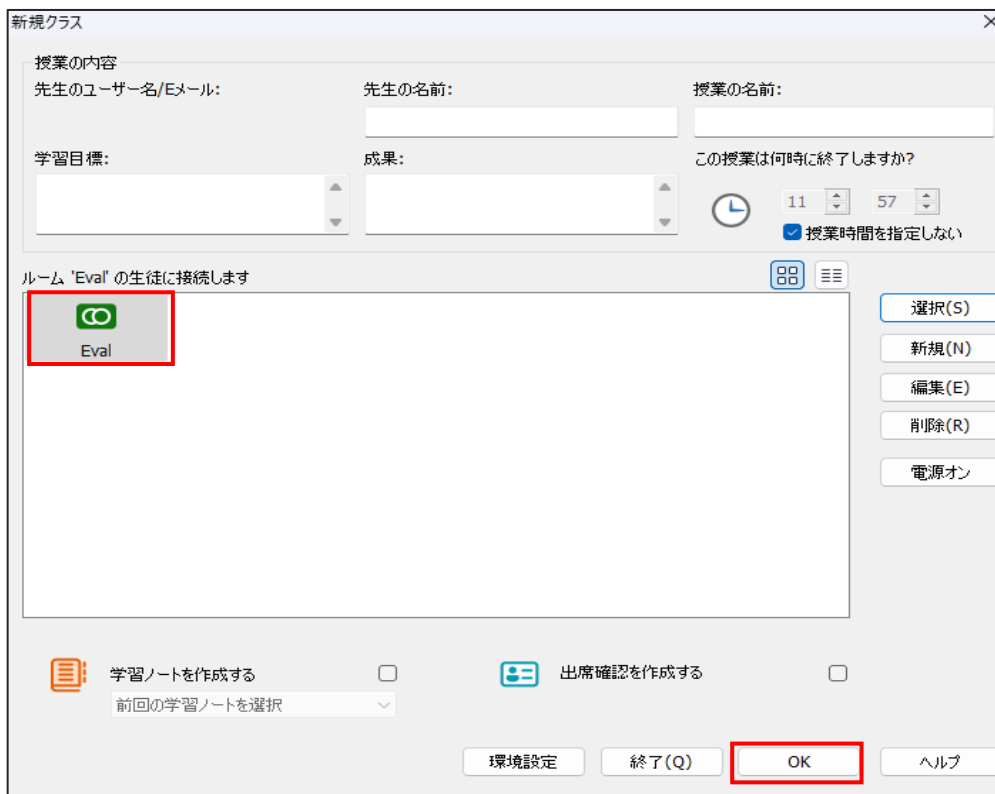 新規クラス
授業の内容
先生のユーザー名/Eメール:
先生の名前:
授業の名前:
学習目標:
成果:
この授業は何時に終了しますか?
11
57
授業時間を指定しない
ルーム 'Eval' の生徒に接続します
Eval
選択(S)
新規(N)
編集(E)
削除(R)
電源オン
学習ノートを作成する
出席確認を作成する
前回の学習ノートを選択
環境設定
終了(Q)
OK
ヘルプ